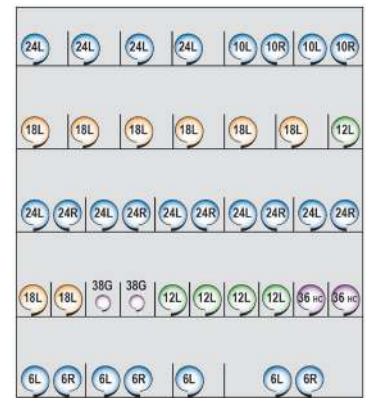 24L 24L 24L 24L 10L 10R 10L 10R
18L 18L 18L 18L 18L 18L 12L
24L 24R 24L 24R 24L 24R 24L 24R 24L 24R
18L 18L 38G 38G 12L 12L 12L 12L 36 HC 36 HC
6L 6R 6L 6R 6L 6L 6R